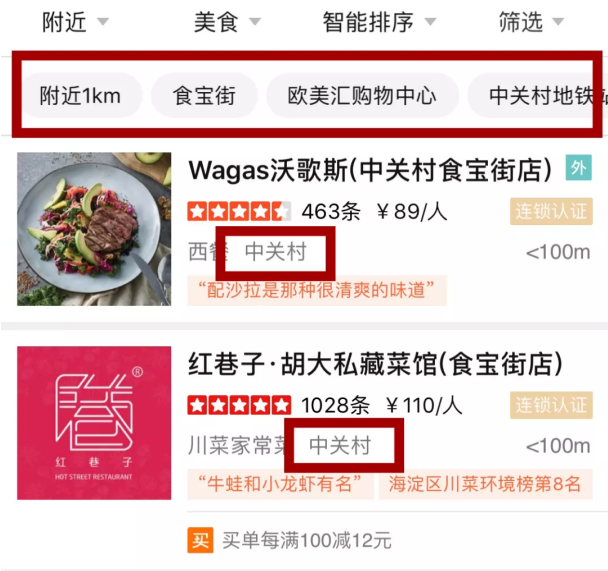 附近 美食 智能排序 筛选
附近1km 食宝街 欧美汇购物中心 中关村地铁站
Wagas沃歌斯(中关村食宝街店) 外
463条 ￥89/人 连锁认证
西餐 中关村 <100m
“配沙拉是那种很清爽的味道”
红巷子·胡大私藏菜馆(食宝街店)
1028条 ￥110/人 连锁认证
川菜家常菜 中关村 <100m
“牛蛙和小龙虾有名” 海淀区川菜环境榜第8名
买 买单每满100减12元
巷
®
红巷子
HOT STREET RESTAURANT